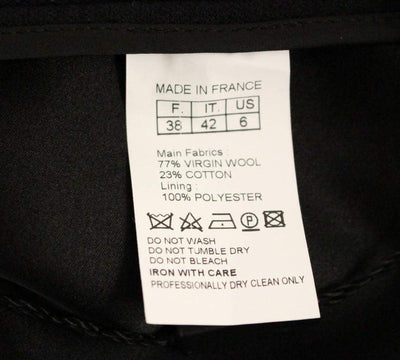 MADE IN FRANCE
F. IT. US
38 42 6
Main Fabrics :
77% VIRGIN WOOL
23% COTTON
Lining :
100% POLYESTER
P
DO NOT WASH
DO NOT TUMBLE DRY
DO NOT BLEACH
IRON WITH CARE
PROFESSIONALLY DRY CLEAN ONLY